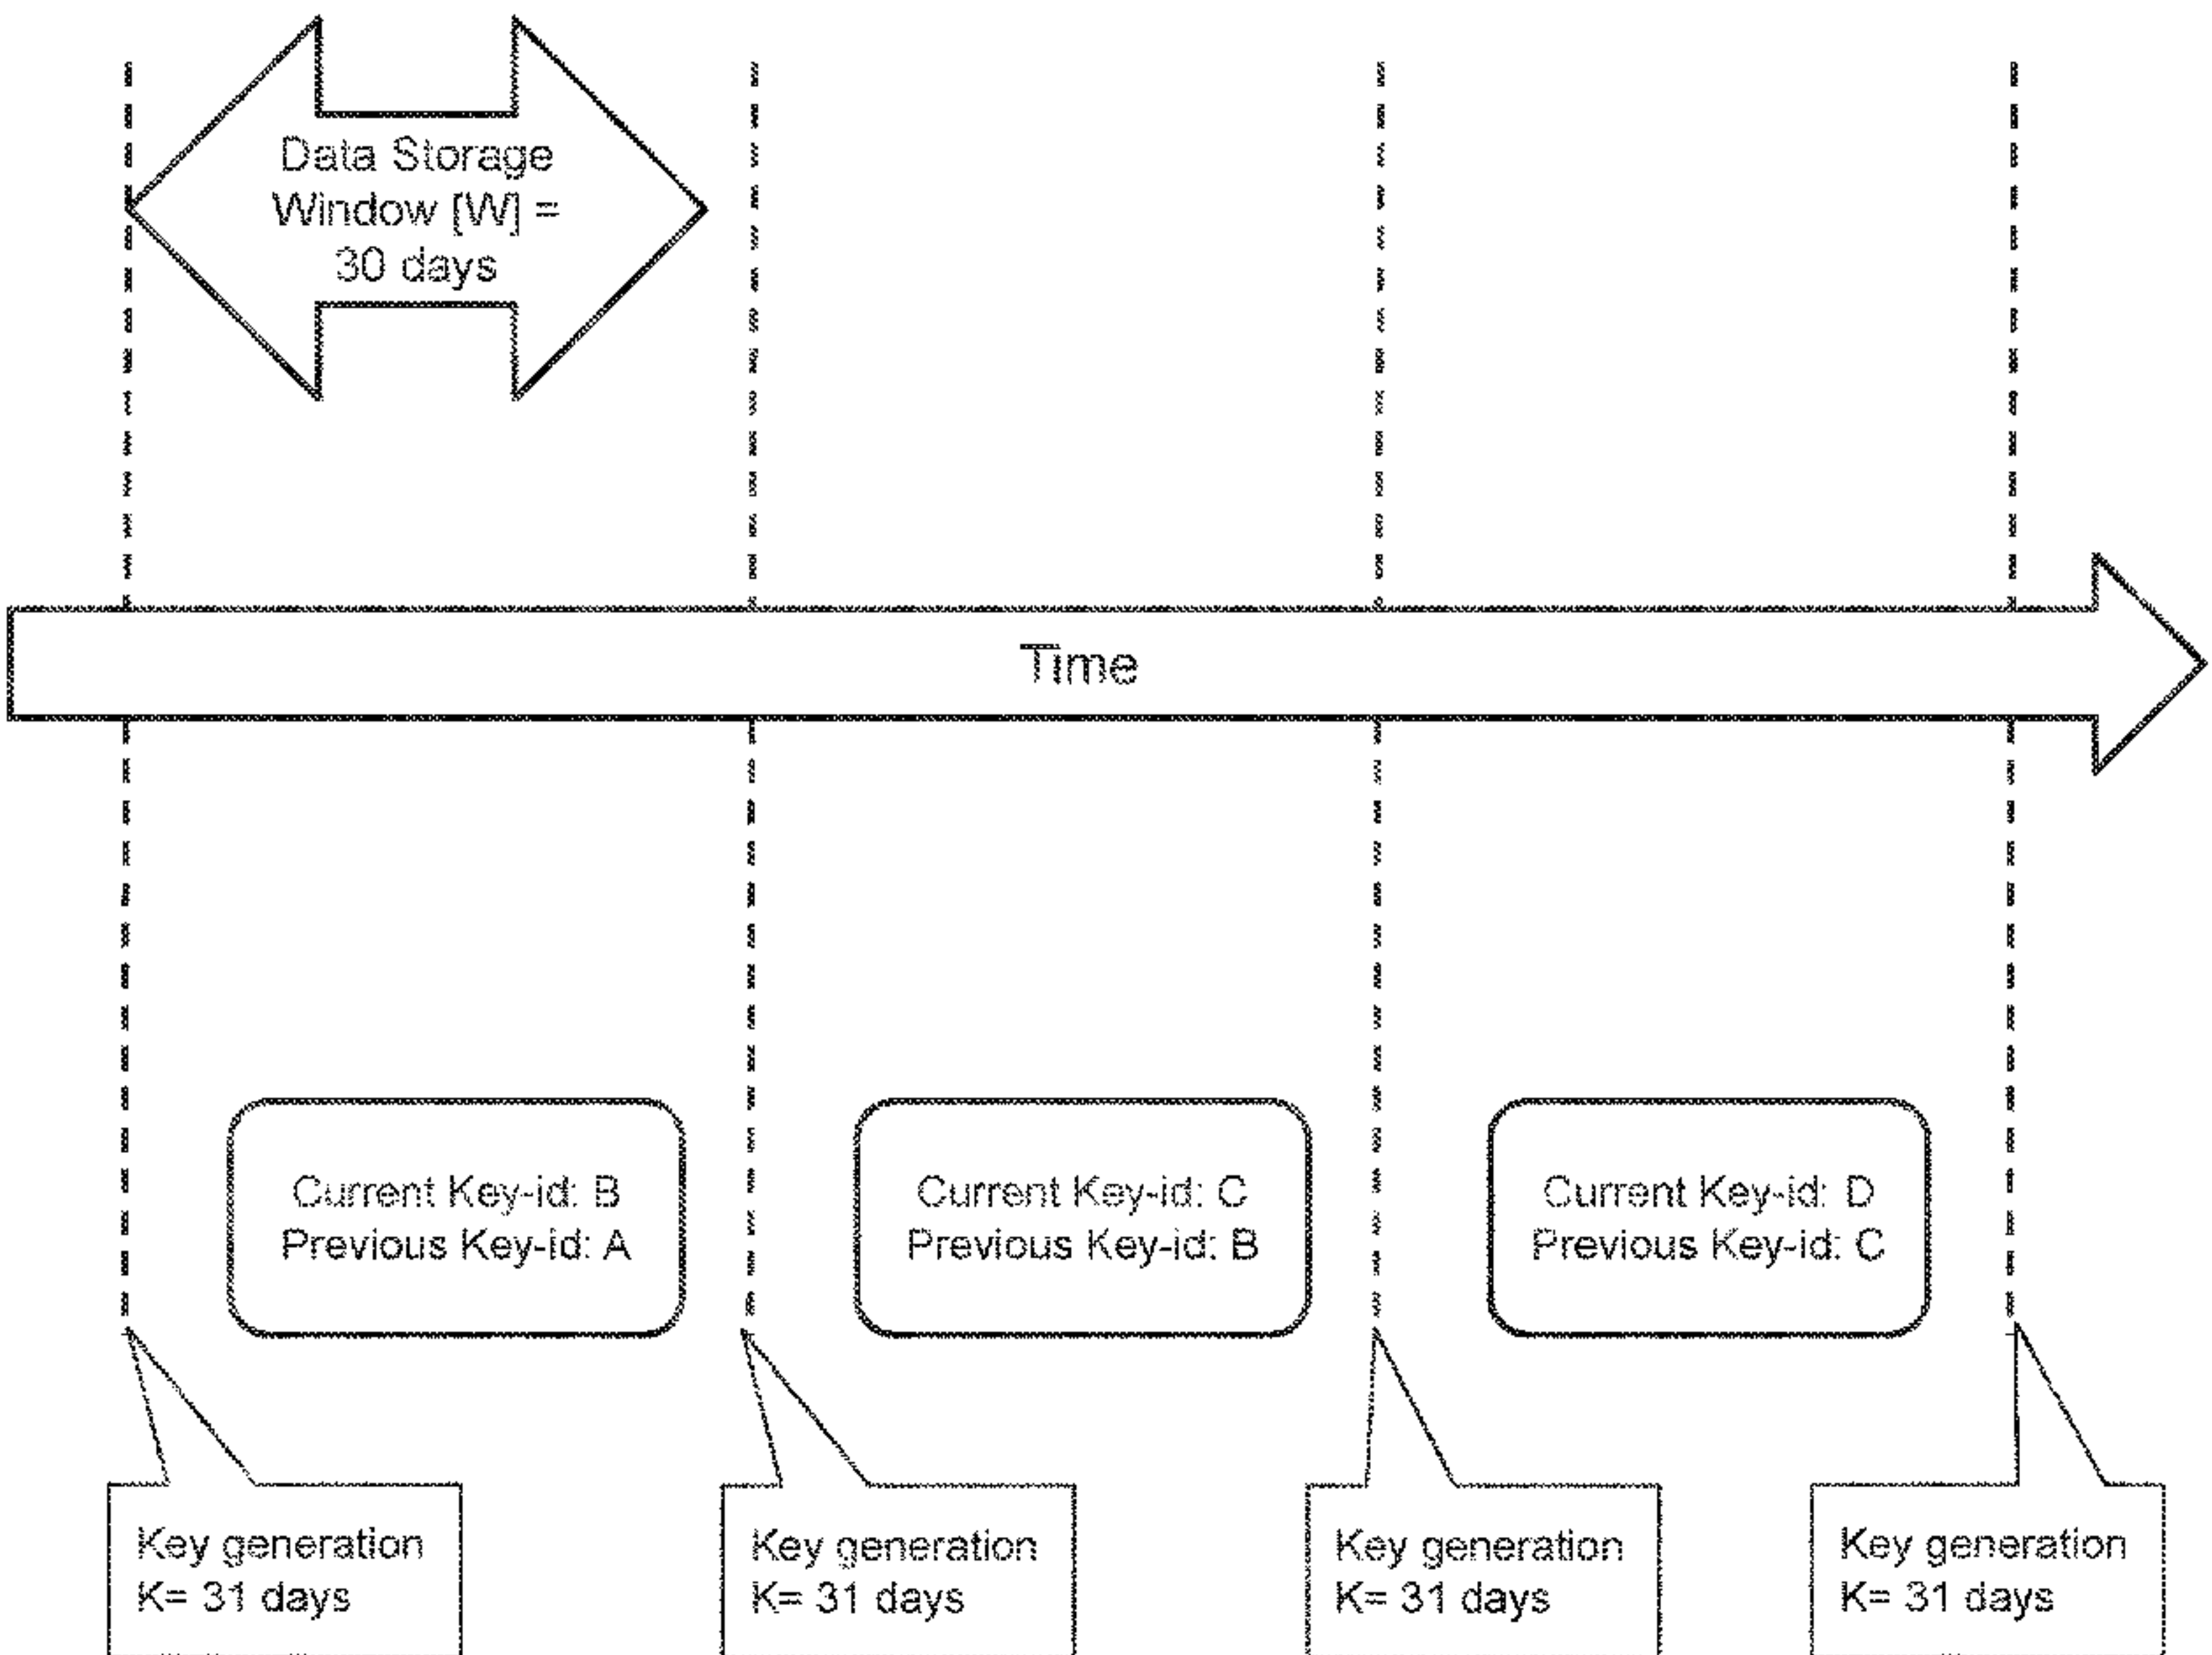 Data Storage
Window [W] =
30 days
Time
Current Key-id: B
Previous Key-id: A
Current Key-id: C
Previous Key-id: B
Current Key-id: D
Previous Key-id: C
Key generation
K= 31 days
Key generation
K= 31 days
Key generation
K= 31 days
Key generation
K= 31 days